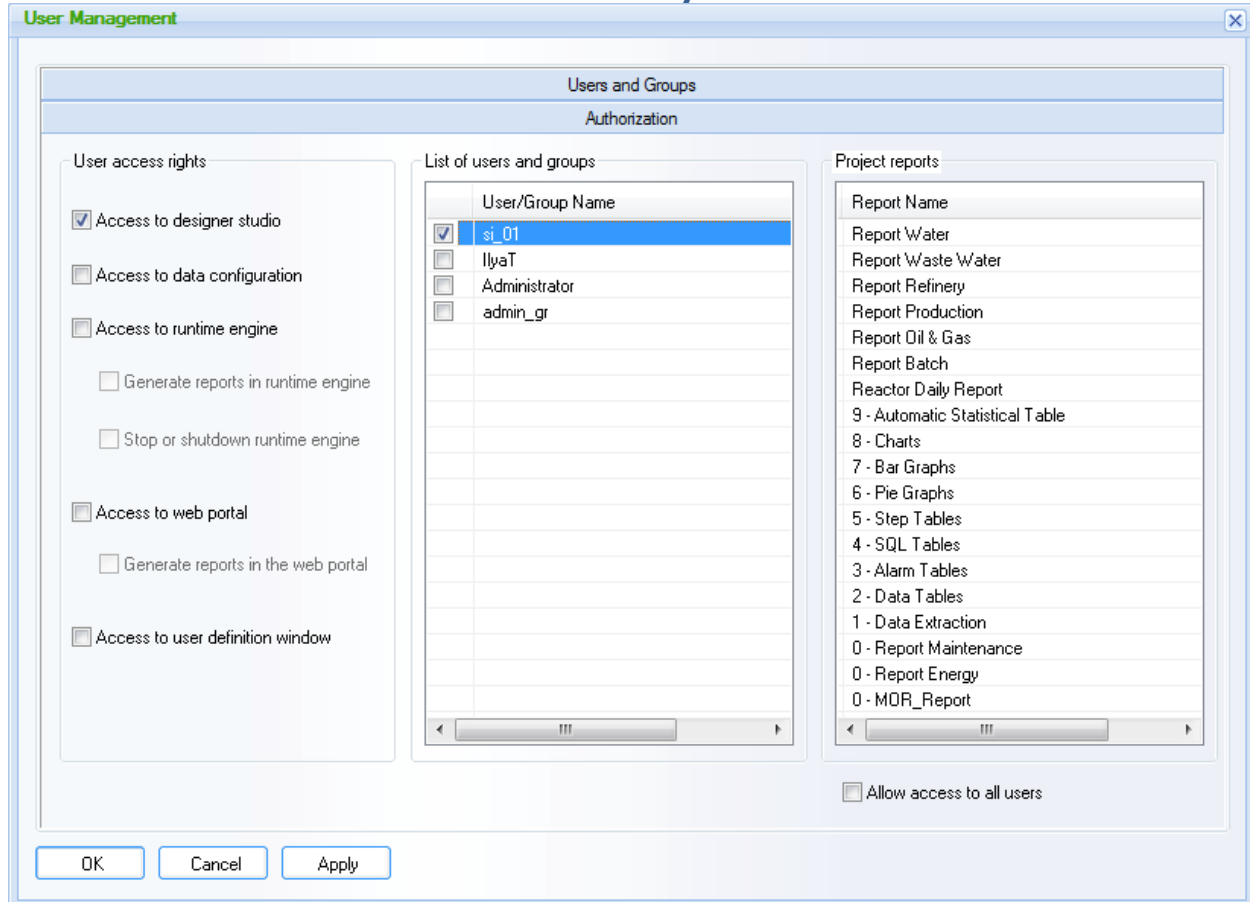 User Management
Users and Groups
Authorization
User access rights
Access to designer studio
Access to data configuration
Access to runtime engine
Generate reports in runtime engine
Stop or shutdown runtime engine
Access to web portal
Generate reports in the web portal
Access to user definition window
List of users and groups
User/Group Name
si_01
IlyaT
Administrator
admin_gr
Project reports
Report Name
Report Water
Report Waste Water
Report Refinery
Report Production
Report Oil & Gas
Report Batch
Reactor Daily Report
9 - Automatic Statistical Table
8 - Charts
7 - Bar Graphs
6 - Pie Graphs
5 - Step Tables
4 - SQL Tables
3 - Alarm Tables
2 - Data Tables
1 - Data Extraction
0 - Report Maintenance
0 - Report Energy
0 - MOR_Report
Allow access to all users
OK
Cancel
Apply